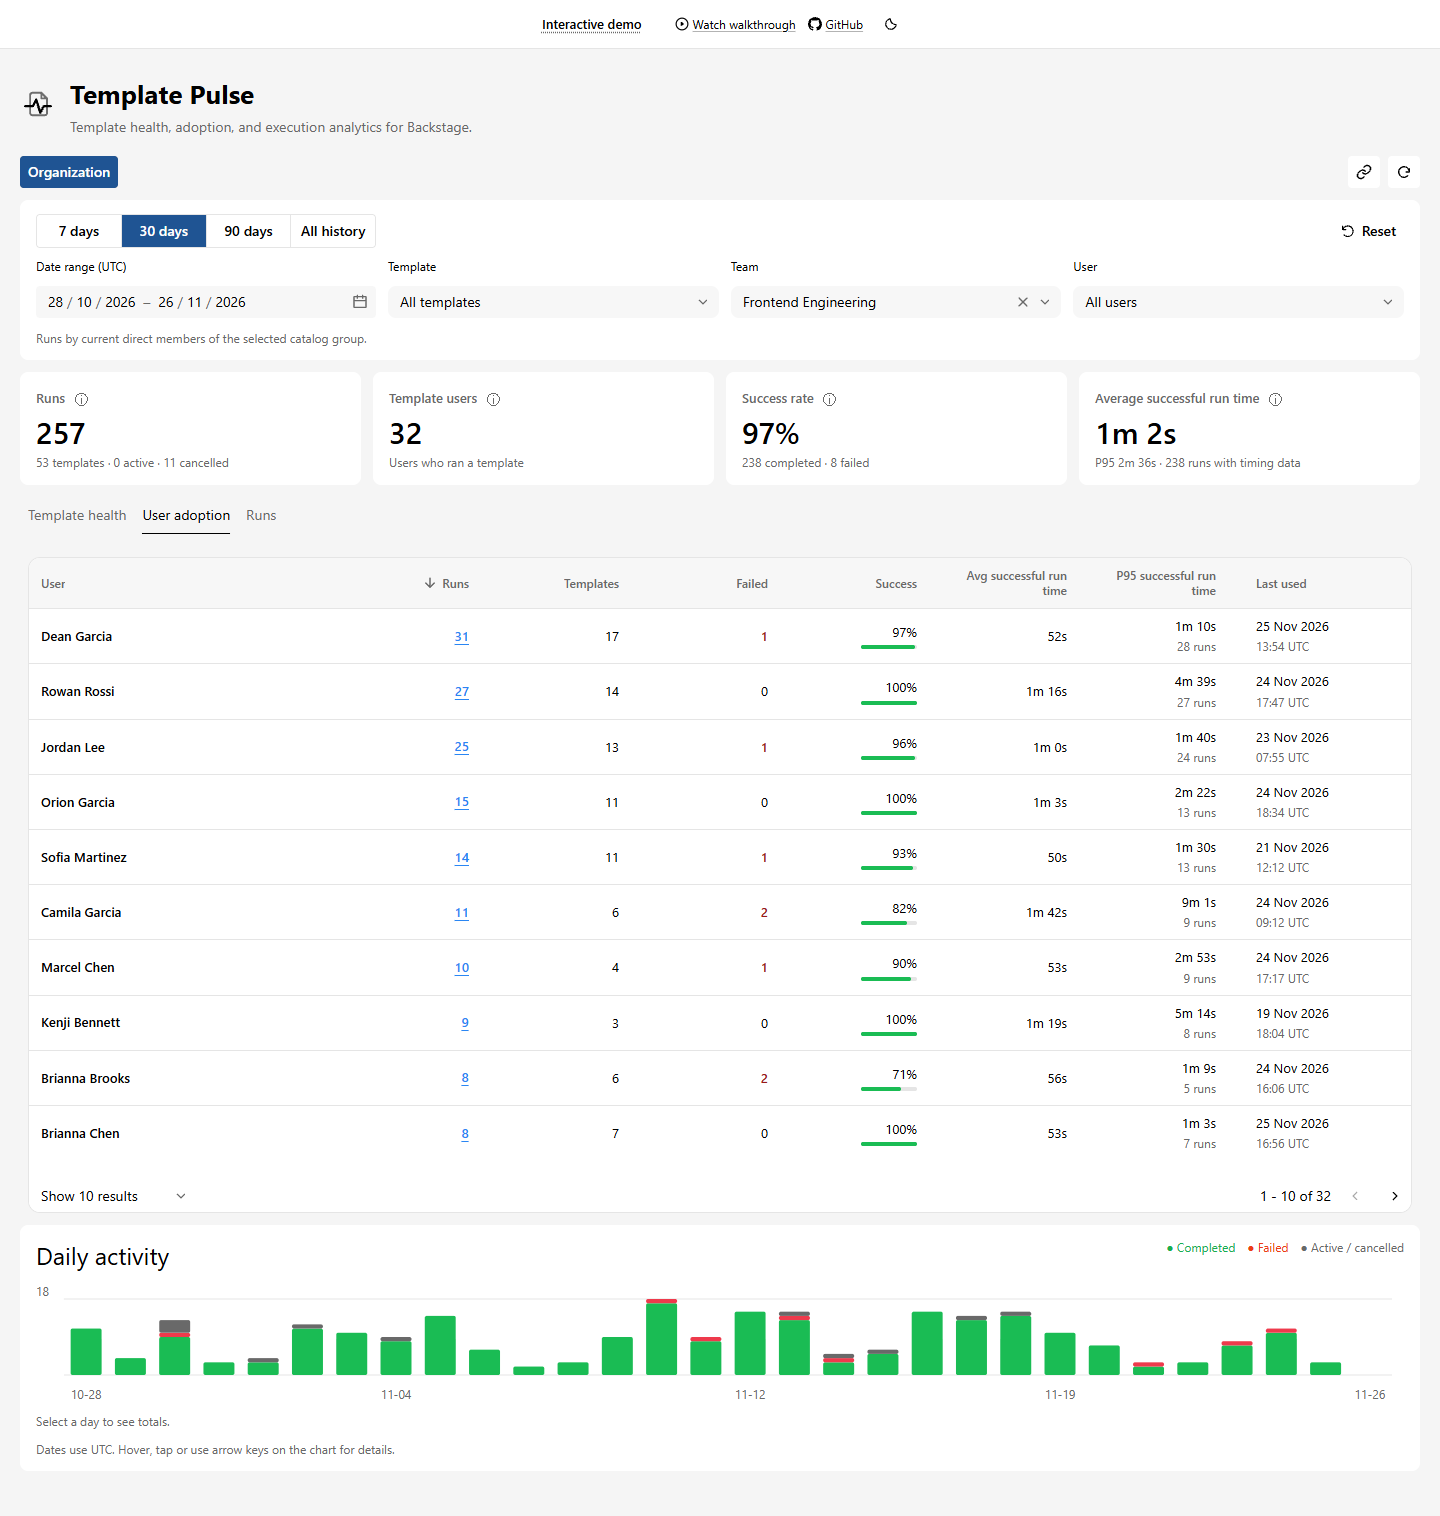 Interactive demo
Watch walkthrough
GitHub
Template Pulse
Template health, adoption, and execution analytics for Backstage.
Organization
7 days
30 days
90 days
All history
Reset
Date range (UTC)
Template
Team
User
28 / 10 / 2026 – 26 / 11 / 2026
All templates
Frontend Engineering
All users
Runs by current direct members of the selected catalog group.
Runs
257
53 templates · 0 active · 11 cancelled
Template users
32
Users who ran a template
Success rate
97%
238 completed · 8 failed
Average successful run time
1m 2s
P95 2m 36s · 238 runs with timing data
Template health
User adoption
Runs
User
Runs
Templates
Failed
Success
Avg successful run
time
P95 successful run
time
Last used
Dean Garcia
31
17
1
97%
52s
1m 10s
28 runs
25 Nov 2026
13:54 UTC
Rowan Rossi
27
14
0
100%
1m 16s
4m 39s
27 runs
24 Nov 2026
17:47 UTC
Jordan Lee
25
13
1
96%
1m 0s
1m 40s
24 runs
23 Nov 2026
07:55 UTC
Orion Garcia
15
11
0
100%
1m 3s
2m 22s
13 runs
24 Nov 2026
18:34 UTC
Sofia Martinez
14
11
1
93%
50s
1m 30s
13 runs
21 Nov 2026
12:12 UTC
Camila Garcia
11
6
2
82%
1m 42s
9m 1s
9 runs
24 Nov 2026
09:12 UTC
Marcel Chen
10
4
1
90%
53s
2m 53s
9 runs
24 Nov 2026
17:17 UTC
Kenji Bennett
9
3
0
100%
1m 19s
5m 14s
8 runs
19 Nov 2026
18:04 UTC
Brianna Brooks
8
6
2
71%
56s
1m 9s
5 runs
24 Nov 2026
16:06 UTC
Brianna Chen
8
7
0
100%
53s
1m 3s
7 runs
25 Nov 2026
16:56 UTC
Show 10 results
1 - 10 of 32
Daily activity
Completed
Failed
Active / cancelled
18
10-28
11-04
11-12
11-19
11-26
Select a day to see totals.
Dates use UTC. Hover, tap or use arrow keys on the chart for details.